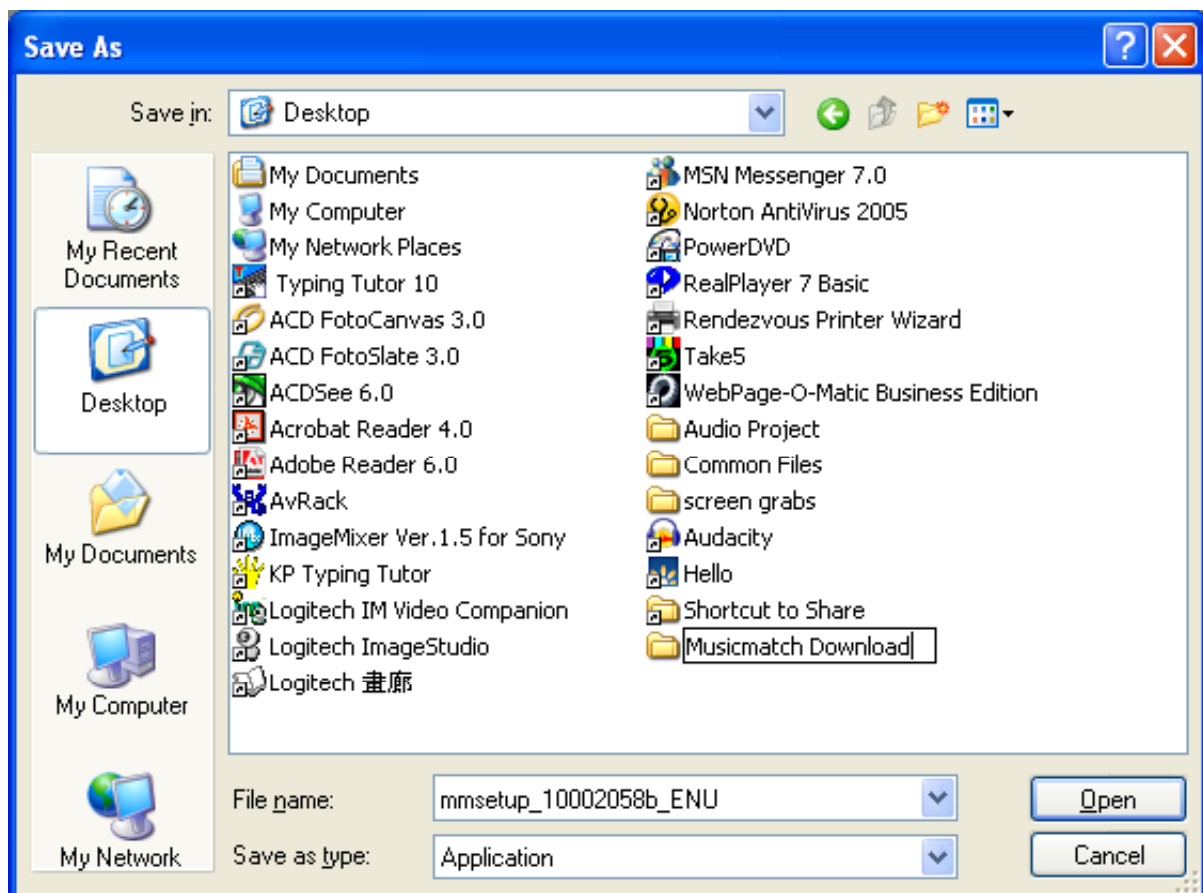 Save As
Save in:
Desktop
My Recent
Documents
Desktop
My Documents
My Computer
My Network
My Documents
My Computer
My Network Places
Typing Tutor 10
ACD FotoCanvas 3.0
ACD FotoSlate 3.0
ACDSee 6.0
Acrobat Reader 4.0
Adobe Reader 6.0
AvRack
ImageMixer Ver.1.5 for Sony
KP Typing Tutor
Logitech IM Video Companion
Logitech ImageStudio
Logitech 畫廊
MSN Messenger 7.0
Norton AntiVirus 2005
PowerDVD
RealPlayer 7 Basic
Rendezvous Printer Wizard
Take5
WebPage-O-Matic Business Edition
Audio Project
Common Files
screen grabs
Audacity
Hello
Shortcut to Share
Musicmatch Download
File name:
mmsetup_10002058b_ENU
Open
Save as type:
Application
Cancel